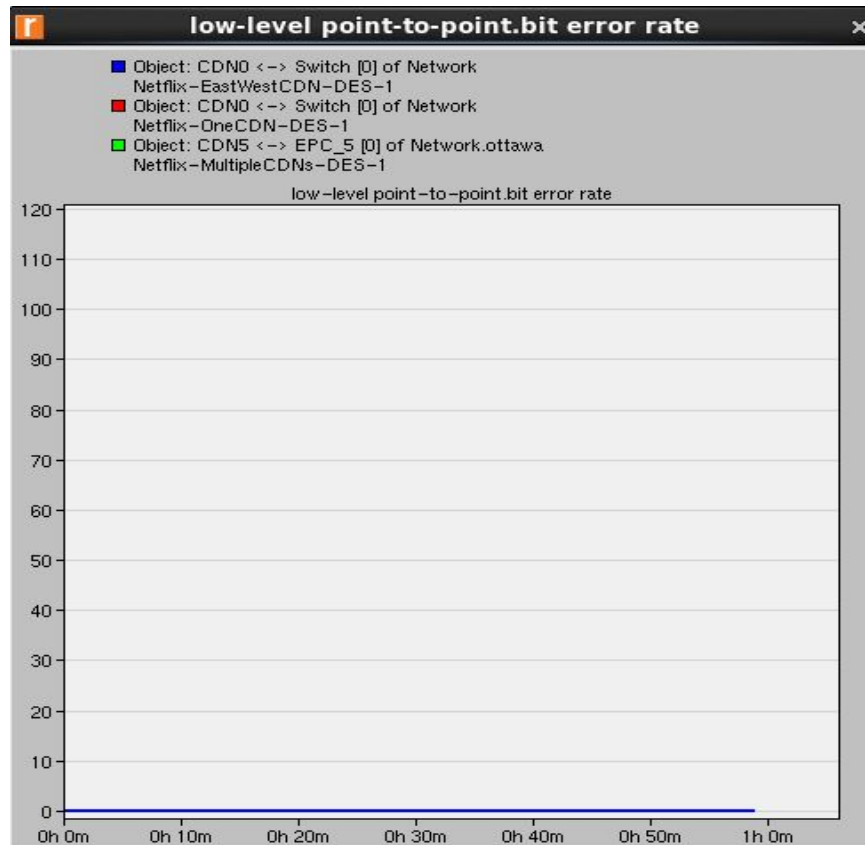 r
low-level point-to-point.bit error rate
×
Object: CDN0 <-> Switch [0] of Network
Netflix-EastWestCDN-DES-1
Object: CDN0 <-> Switch [0] of Network
Netflix-OneCDN-DES-1
Object: CDN5 <-> EPC_5 [0] of Network.ottawa
Netflix-MultipleCDNs-DES-1
low-level point-to-point.bit error rate
120
110
100
90
80
70
60
50
40
30
20
10
0
0h 0m 0h 10m 0h 20m 0h 30m 0h 40m 0h 50m 1h 0m